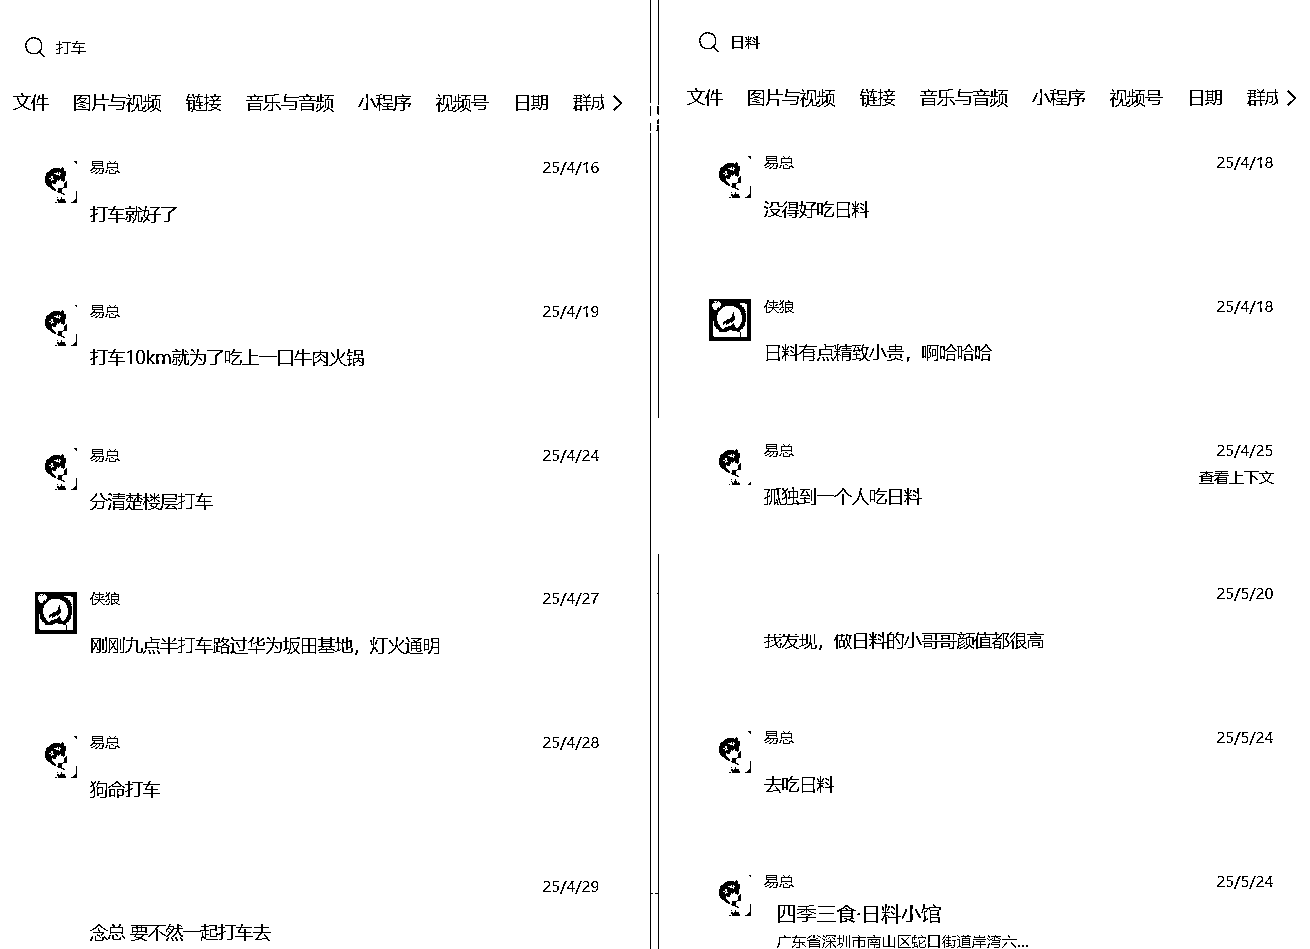 打车
文件 图片与视频 链接 音乐与音频 小程序 视频号 日期 群成
易总 25/4/16
打车就好了
易总 25/4/19
打车10km就为了吃上一口牛肉火锅
易总 25/4/24
分清楚楼层打车
侠狼 25/4/27
刚刚九点半打车路过华为坂田基地，灯火通明
易总 25/4/28
狗命打车
25/4/29
念总 要不然一起打车去
日料
文件 图片与视频 链接 音乐与音频 小程序 视频号 日期 群成
易总 25/4/18
没得好吃日料
侠狼 25/4/18
日料有点精致小贵，啊哈哈哈
易总 25/4/25
查看上下文
孤独到一个人吃日料
25/5/20
找发现，做日料的小哥哥颜值都很高
易总 25/5/24
去吃日料
易总 25/5/24
四季三食·日料小馆
广东省深圳市南山区蛇口街道岸湾六...